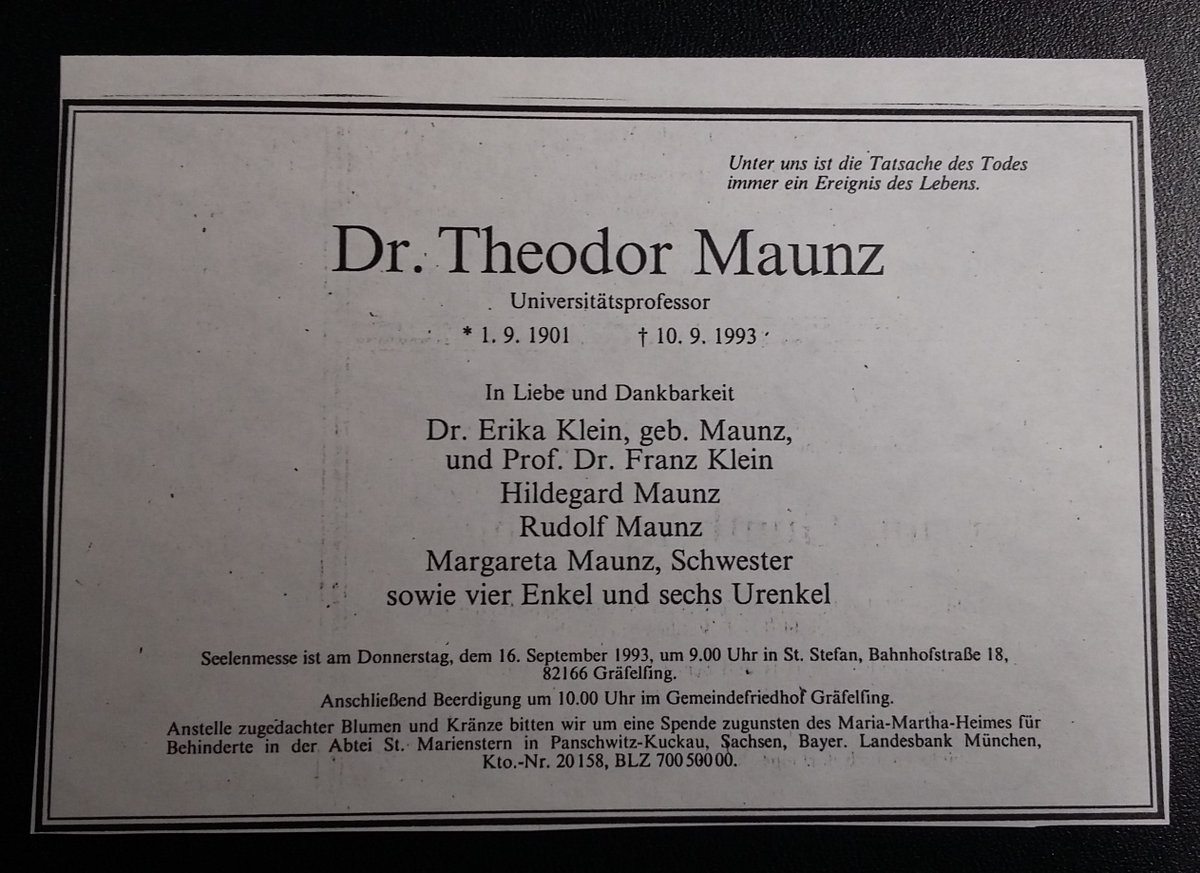 Unter uns ist die Tatsache des Todes
immer ein Ereignis des Lebens.
Dr. Theodor Maunz
Universitätsprofessor
* 1. 9. 1901 † 10. 9. 1993
In Liebe und Dankbarkeit
Dr. Erika Klein, geb. Maunz,
und Prof. Dr. Franz Klein
Hildegard Maunz
Rudolf Maunz
Margareta Maunz, Schwester
sowie vier Enkel und sechs Urenkel
Seelenmesse ist am Donnerstag, dem 16. September 1993, um 9.00 Uhr in St. Stefan, Bahnhofstraße 18,
82166 Gräfelfing.
Anschließend Beerdigung um 10.00 Uhr im Gemeindefriedhof Gräfelfing.
Anstelle zugedachter Blumen und Kränze bitten wir um eine Spende zugunsten des Maria-Martha-Heimes für
Behinderte in der Abtei St. Marienstern in Panschwitz-Kuckau, Sachsen, Bayer. Landesbank München,
Kto.-Nr. 20158, BLZ 70050000.